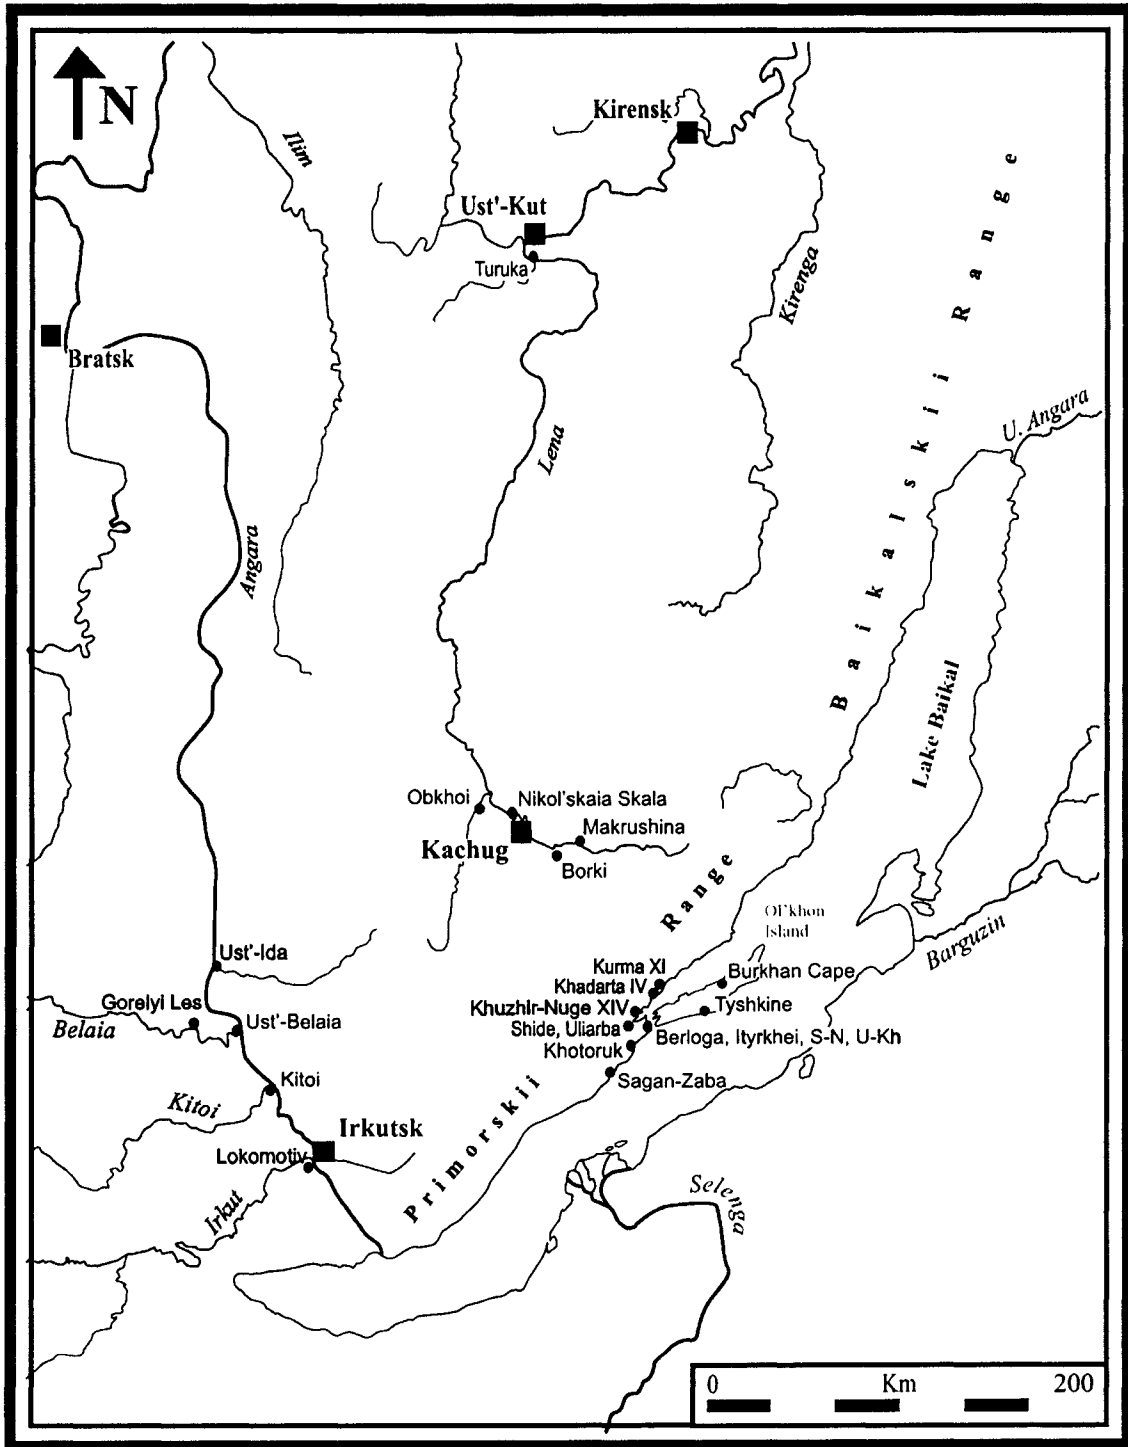 N
Kirensk
Ilim
Ust'-Kut
Turuka
Kirenga
Baikalskii Range
Bratsk
U. Angara
Lena
Angara
Lake Baikal
Obkhoi
Nikol'skaia Skala
Makrushina
Kachug
Borki
Primorskii Range
Ol'khon
Island
Barguzin
Ust'-Ida
Kurma XI
Burkhan Cape
Khadarta IV
Gorelyi Les
Khuzhir-Nuge XIV
Tyshkine
Belaia
Ust'-Belaia
Shide, Uliarba
Berloga, Ityrkhei, S-N, U-Kh
Khotoruk
Sagan-Zaba
Kitoi
Kitoi
Irkutsk
Lokomotiv
Irkut
Selenga
0 Km 200